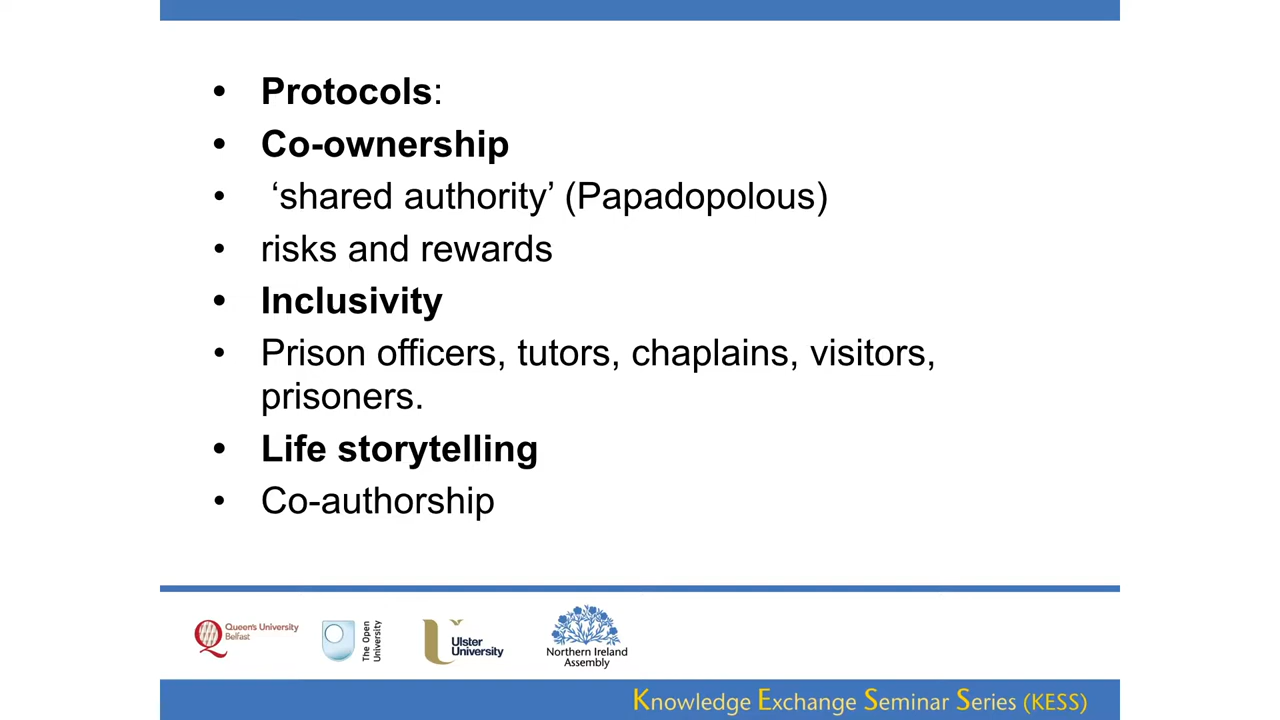 • Protocols:
• Co-ownership
• ‘shared authority’ (Papadopolous)
• risks and rewards
• Inclusivity
• Prison officers, tutors, chaplains, visitors,
prisoners.
• Life storytelling
• Co-authorship
Queen's University
Belfast
The Open
University
Ulster
University
Northern Ireland
Assembly
Knowledge Exchange Seminar Series (KESS)